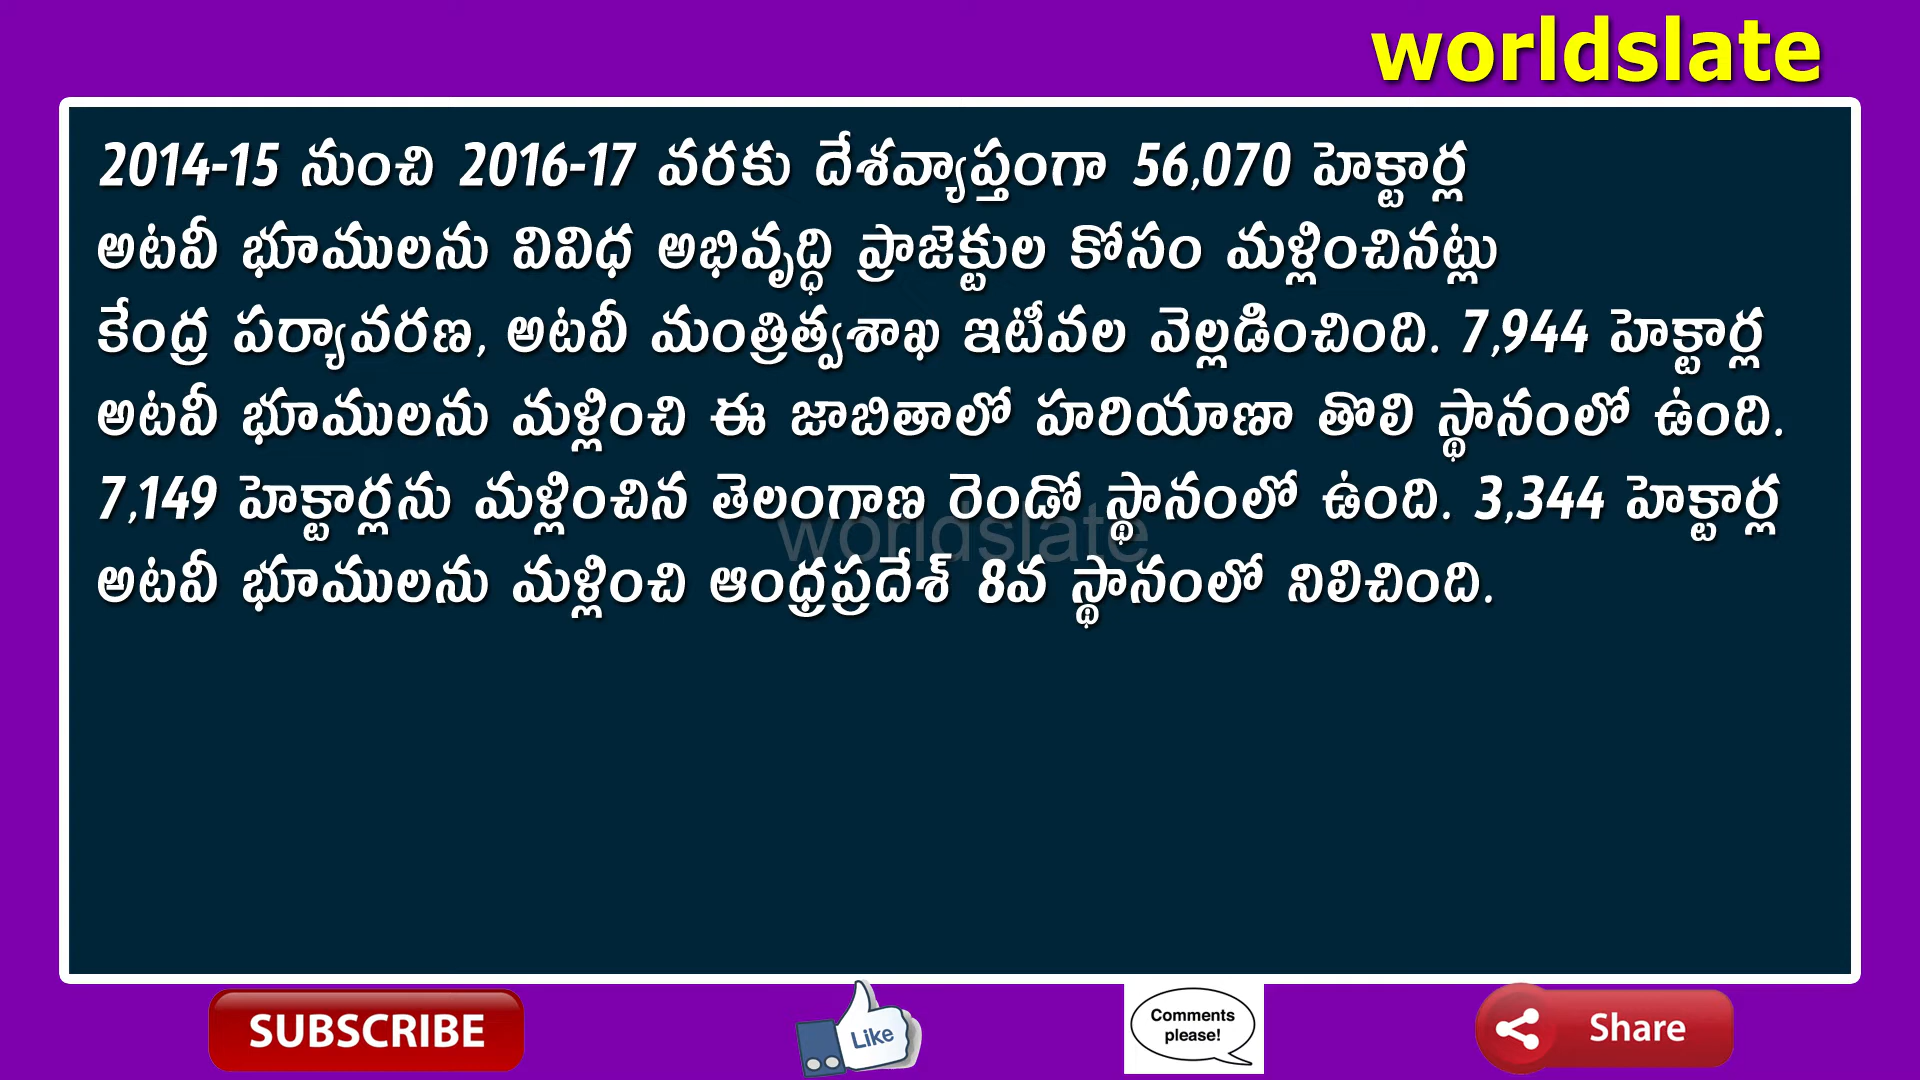 worldslate
2014-15 నుంచి 2016-17 వరకు దేశవ్యాప్తంగా 56,070 హెక్టార్ల
అటవీ భూములను వివిధ అభివృద్ధి ప్రాజెక్టుల కోసం మళ్లించినట్లు
కేంద్ర పర్యావరణ, అటవీ మంత్రిత్వశాఖ ఇటీవల వెల్లడించింది. 7,944 హెక్టార్ల
అటవీ భూములను మళ్లించి ఈ జాబితాలో హరియాణా తొలి స్థానంలో ఉంది.
7,149 హెక్టార్లను మళ్లించిన తెలంగాణ రెండో స్థానంలో ఉంది. 3,344 హెక్టార్ల
worldslate
అటవీ భూములను మళ్లించి ఆంధ్రప్రదేశ్ 8వ స్థానంలో నిలిచింది.
SUBSCRIBE
Like
Comments
please!
Share